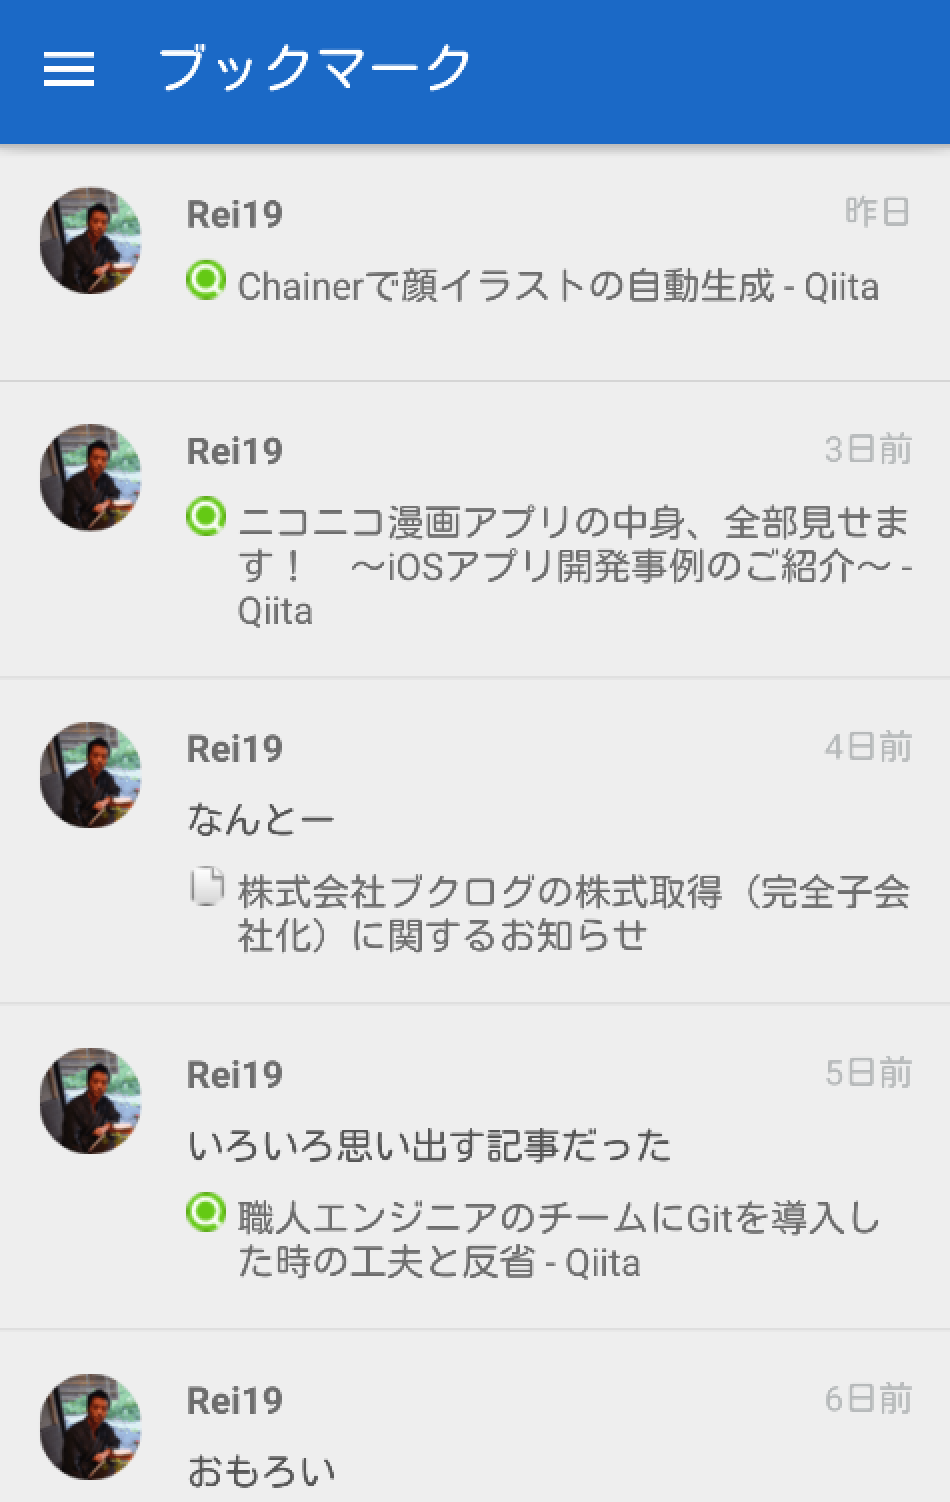 ブックマーク
Rei19
昨日
Chainerで顔イラストの自動生成 - Qiita
Rei19
3日前
ニコニコ漫画アプリの中身、全部見せま
す！　～iOSアプリ開発事例のご紹介～ -
Qiita
Rei19
4日前
なんとー
株式会社ブクログの株式取得（完全子会
社化）に関するお知らせ
Rei19
5日前
いろいろ思い出す記事だった
職人エンジニアのチームにGitを導入し
た時の工夫と反省 - Qiita
Rei19
6日前
おもろい